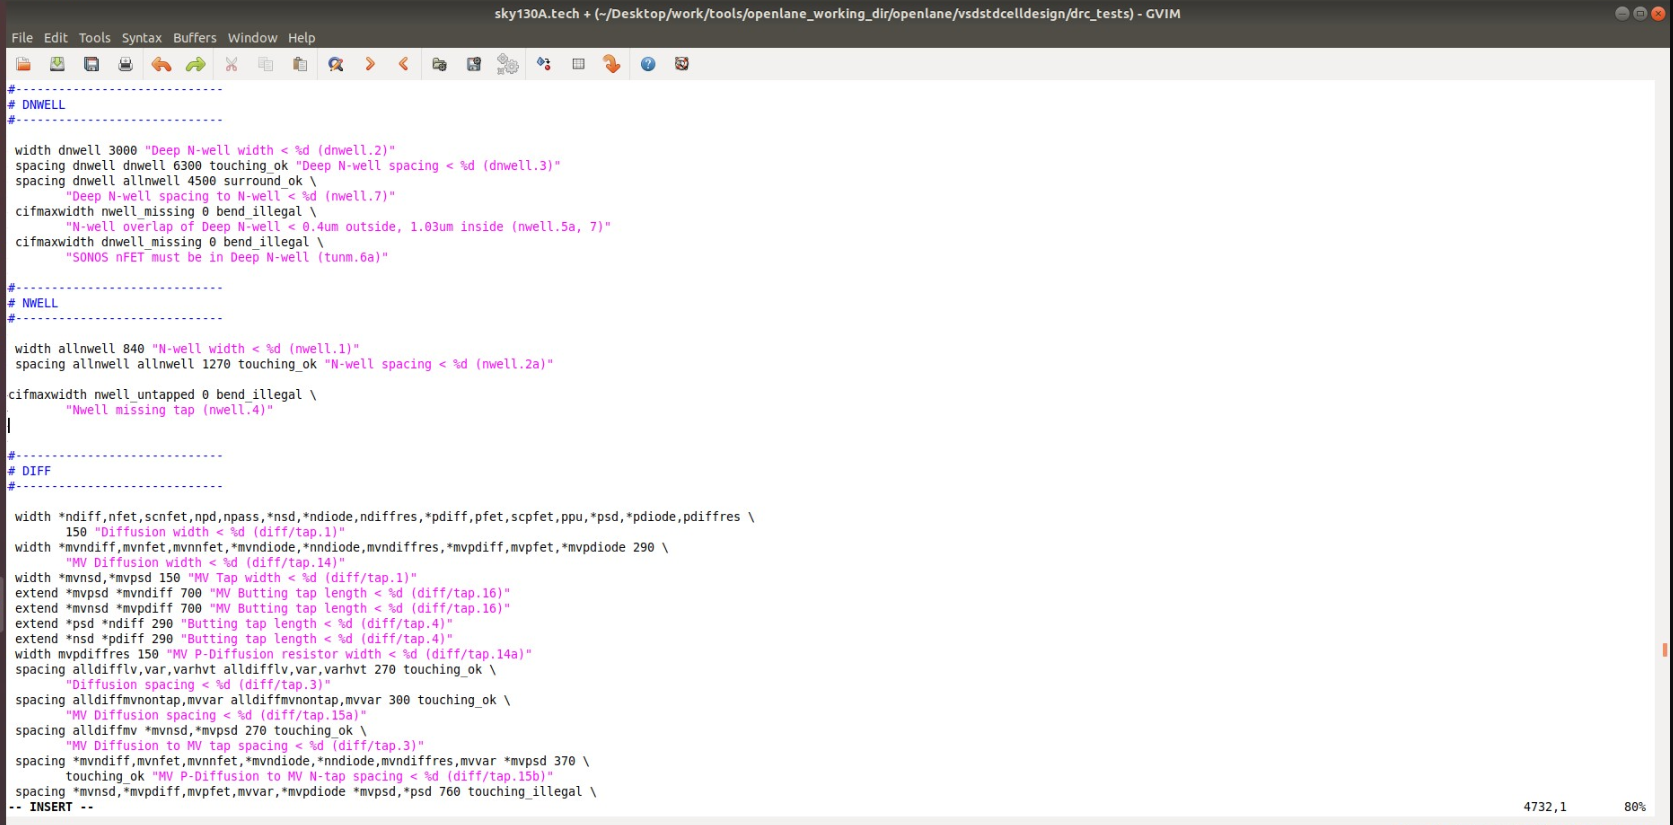 sky130A.tech + (~/Desktop/work/tools/openlane_working_dir/openlane/vsdstdcelldesign/drc_tests) - GVIM
File Edit Tools Syntax Buffers Window Help
#-----------------------------
# DNWELL
#-----------------------------
width dnwell 3000 "Deep N-well width < %d (dnwell.2)"
spacing dnwell dnwell 6300 touching_ok "Deep N-well spacing < %d (dnwell.3)"
spacing dnwell allnwell 4500 surround_ok \
"Deep N-well spacing to N-well < %d (nwell.7)"
cifmaxwidth nwell_missing 0 bend_illegal \
"N-well overlap of Deep N-well < 0.4um outside, 1.03um inside (nwell.5a, 7)"
cifmaxwidth dnwell_missing 0 bend_illegal \
"SONOS nFET must be in Deep N-well (tunm.6a)"
#-----------------------------
# NWELL
#-----------------------------
width allnwell 840 "N-well width < %d (nwell.1)"
spacing allnwell allnwell 1270 touching_ok "N-well spacing < %d (nwell.2a)"
cifmaxwidth nwell_untapped 0 bend_illegal \
"Nwell missing tap (nwell.4)"
#-----------------------------
# DIFF
#-----------------------------
width *ndiff,nfet,scnfet,npd,npass,*nsd,*ndiode,ndiffres,*pdiff,pfet,scpfet,ppu,*psd,*pdiode,pdiffres \
150 "Diffusion width < %d (diff/tap.1)"
width *mvndiff,mvnfet,mvnnfet,*mvndiode,*nndiode,mvndiffres,*mvpdiff,mvpfet,*mvpdiode 290 \
"MV Diffusion width < %d (diff/tap.14)"
width *mvnsd,*mvpsd 150 "MV Tap width < %d (diff/tap.1)"
extend *mvpsd *mvndiff 700 "MV Butting tap length < %d (diff/tap.16)"
extend *mvnsd *mvpdiff 700 "MV Butting tap length < %d (diff/tap.16)"
extend *psd *ndiff 290 "Butting tap length < %d (diff/tap.4)"
extend *nsd *pdiff 290 "Butting tap length < %d (diff/tap.4)"
width mvpdiffres 150 "MV P-Diffusion resistor width < %d (diff/tap.14a)"
spacing alldifflv,var,varhvt alldifflv,var,varhvt 270 touching_ok \
"Diffusion spacing < %d (diff/tap.3)"
spacing alldiffmvnontap,mvvar alldiffmvnontap,mvvar 300 touching_ok \
"MV Diffusion spacing < %d (diff/tap.15a)"
spacing alldiffmv *mvnsd,*mvpsd 270 touching_ok \
"MV Diffusion to MV tap spacing < %d (diff/tap.3)"
spacing *mvndiff,mvnfet,mvnnfet,*mvndiode,*nndiode,mvndiffres,mvvar *mvpsd 370 \
touching_ok "MV P-Diffusion to MV N-tap spacing < %d (diff/tap.15b)"
spacing *mvnsd,*mvpdiff,mvpfet,mvvar,*mvpdiode *mvpsd,*psd 760 touching_illegal \
-- INSERT -- 4732,1 80%